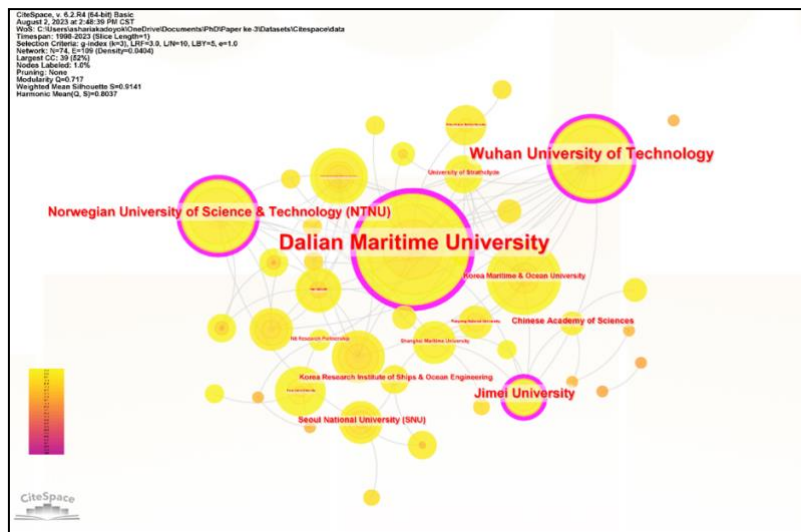 CiteSpace, v. 6.2.R4 (64-bit) Basic
August 2, 2023 at 2:48:39 PM CST
WoS: C:\Users\ashariakadoyok\OneDrive\Documents\PhD\Paper ke-3\Datasets\Citespace\data
Timespan: 1998-2023 (Slice Length=1)
Selection Criteria: g-index (k=3), LRF=3.0, L/N=10, LBY=5, e=1.0
Network: N=74, E=109 (Density=0.0404)
Largest CC: 39 (52%)
Nodes Labeled: 1.0%
Pruning: None
Modularity Q=0.717
Weighted Mean Silhouette S=0.9141
Harmonic Mean(Q, S)=0.8037
Wuhan University of Technology
University of Strathclyde
Norwegian University of Science & Technology (NTNU)
Dalian Maritime University
Korea Maritime & Ocean University
Chinese Academy of Sciences
Shanghai Maritime University
Korea Research Institute of Ships & Ocean Engineering
Jimei University
Seoul National University (SNU)
CiteSpace